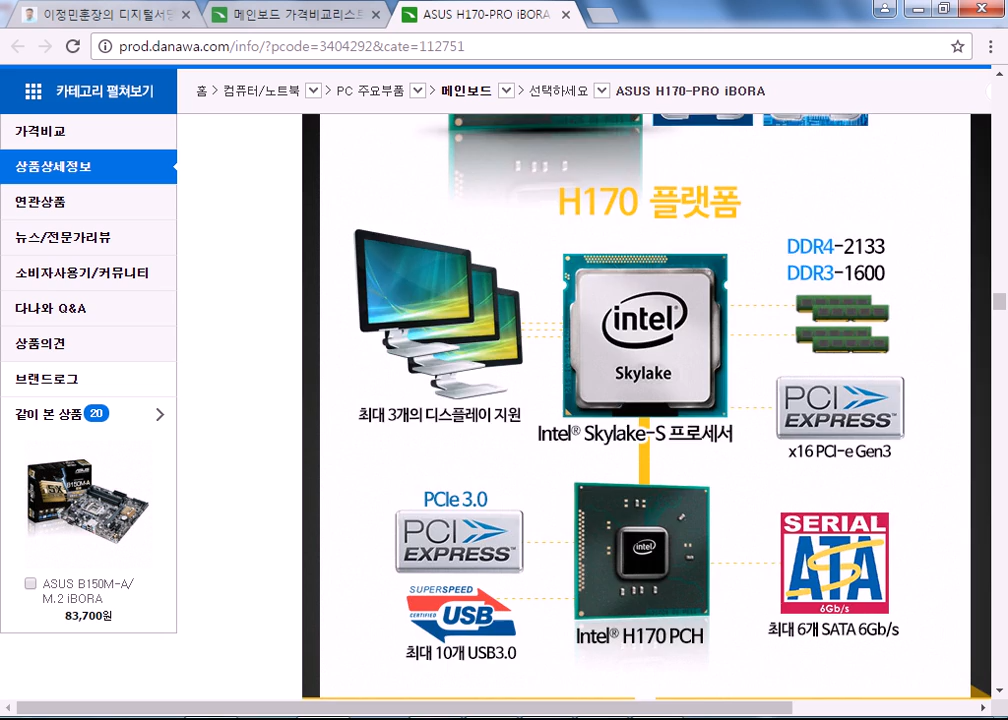 이정민훈장의 디지털서당
메인보드 가격비교리스트
ASUS H170-PRO iBORA
prod.danawa.com/info/?pcode=3404292&cate=112751
카테고리 펼쳐보기
홈 > 컴퓨터/노트북 > PC 주요부품 > 메인보드 > 선택하세요 ASUS H170-PRO iBORA
가격비교
상품상세정보
연관상품
뉴스/전문가리뷰
소비자사용기/커뮤니티
다나와 Q&A
상품의견
브랜드로그
같이 본 상품 20
ASUS B150M-A/
M.2 iBORA
83,700원
H170 플랫폼
DDR4-2133
DDR3-1600
intel
Skylake
최대 3개의 디스플레이 지원
Intel® Skylake-S 프로세서
PCI
EXPRESS™
x16 PCI-e Gen3
PCIe 3.0
PCI
EXPRESS™
SUPERSPEED
CERTIFIED USB
최대 10개 USB3.0
intel
Intel® H170 PCH
SERIAL
ATA
6Gb/s
최대 6개 SATA 6Gb/s